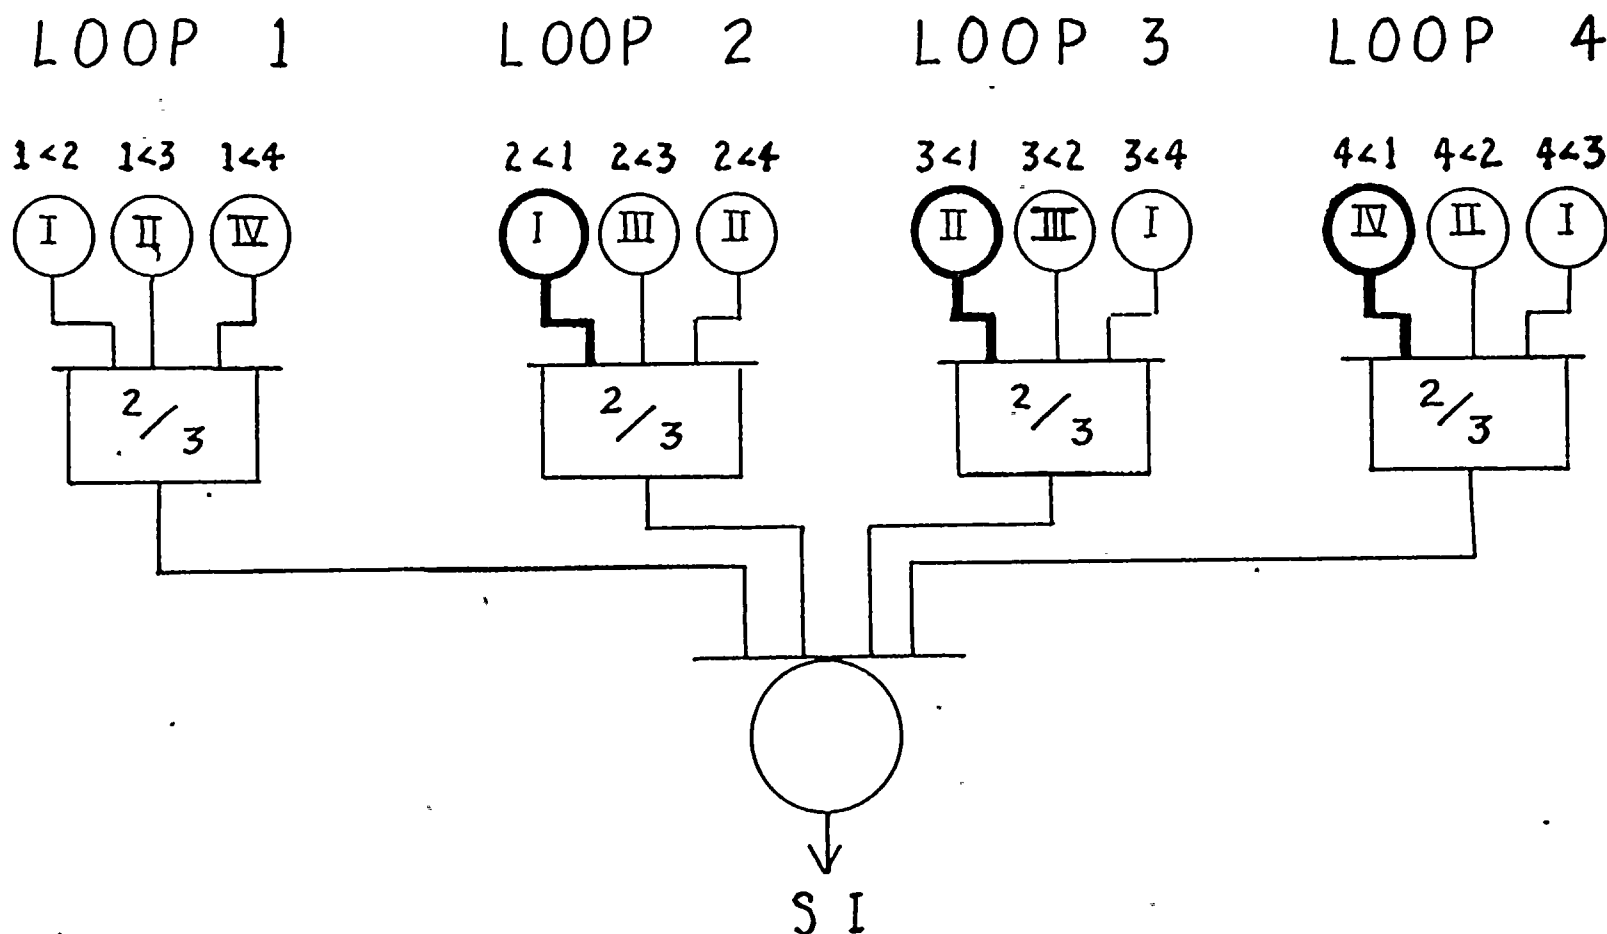 LOOP 1 LOOP 2 LOOP 3 LOOP 4
1<2 1<3 1<4 2<1 2<3 2<4 3<1 3<2 3<4 4<1 4<2 4<3
I II IV I III II II III I IV II I
2/3 2/3 2/3 2/3
SI